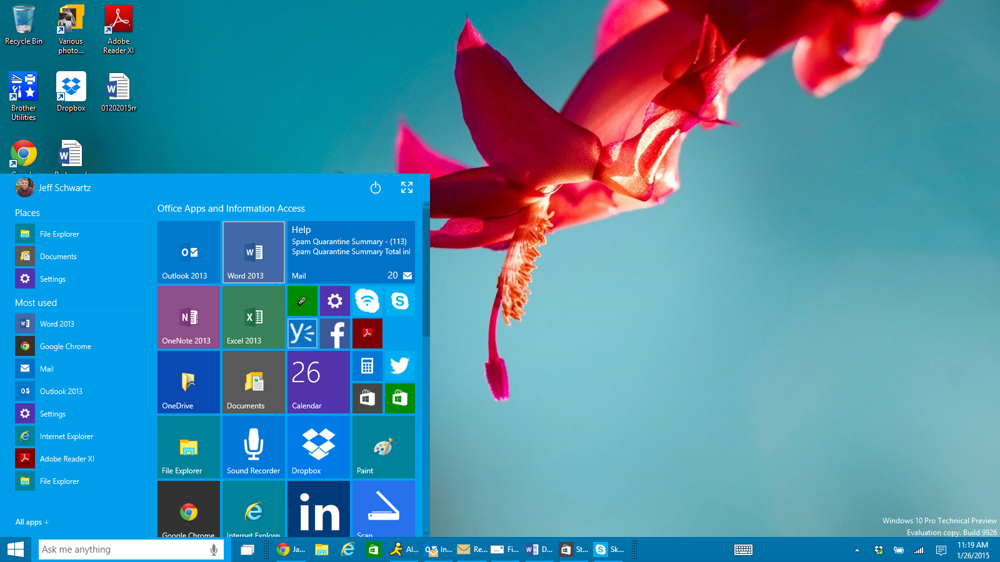 Recycle Bin
Various
photo...
Adobe
Reader XI
Brother
Utilities
Dropbox
01202015rr
Jeff Schwartz
Places
File Explorer
Documents
Settings
Most used
Word 2013
Google Chrome
Mail
Outlook 2013
Settings
Internet Explorer
Adobe Reader XI
File Explorer
All apps
Office Apps and Information Access
Outlook 2013
Word 2013
Help
Spam Quarantine Summary - (113)
Spam Quarantine Summary Total in
Mail
20
OneNote 2013
Excel 2013
OneDrive
Documents
26
Calendar
File Explorer
Sound Recorder
Dropbox
Paint
Google Chrome
Internet Explore
in
Scan
Windows 10 Pro Technical Preview
Evaluation copy. Build 9926
Ask me anything
Ja...
Al...
In...
Re...
Fi...
D...
St...
Sk...
11:19 AM
1/26/2015